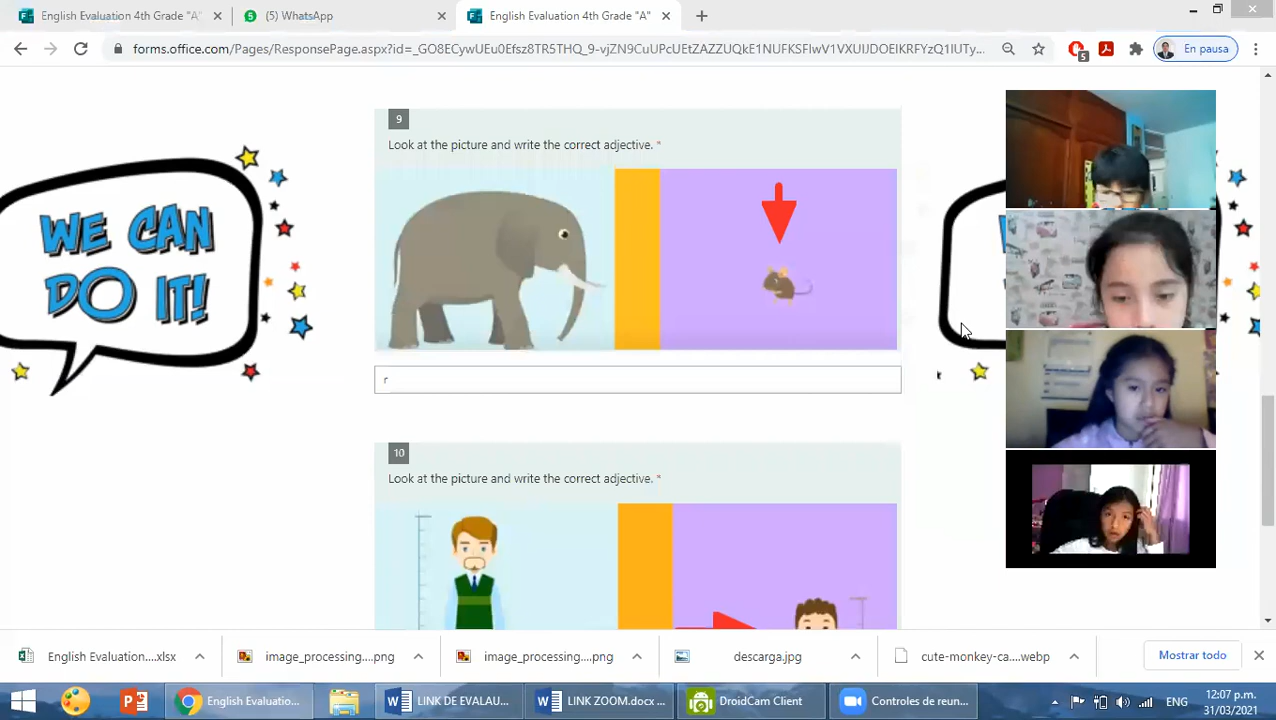 English Evaluation 4th Grade "A"
(5) WhatsApp
English Evaluation 4th Grade "A"
forms.office.com/Pages/ResponsePage.aspx?id=_GO8ECywUEu0Efsz8TR5THQ_9-vjZN9CuUPcUEtZAZZUQkE1NUFKSFlwV1VXUlJDOElKRFYzQ1lUTy...
5
En pausa
9
Look at the picture and write the correct adjective. *
WE CAN
DO IT!
r
10
Look at the picture and write the correct adjective. *
English Evaluation....xlsx
image_processing....png
image_processing....png
descarga.jpg
cute-monkey-ca....webp
Mostrar todo
English Evaluatio...
LINK DE EVALAU...
LINK ZOOM.docx ...
DroidCam Client
Controles de reun...
ENG
12:07 p.m.
31/03/2021